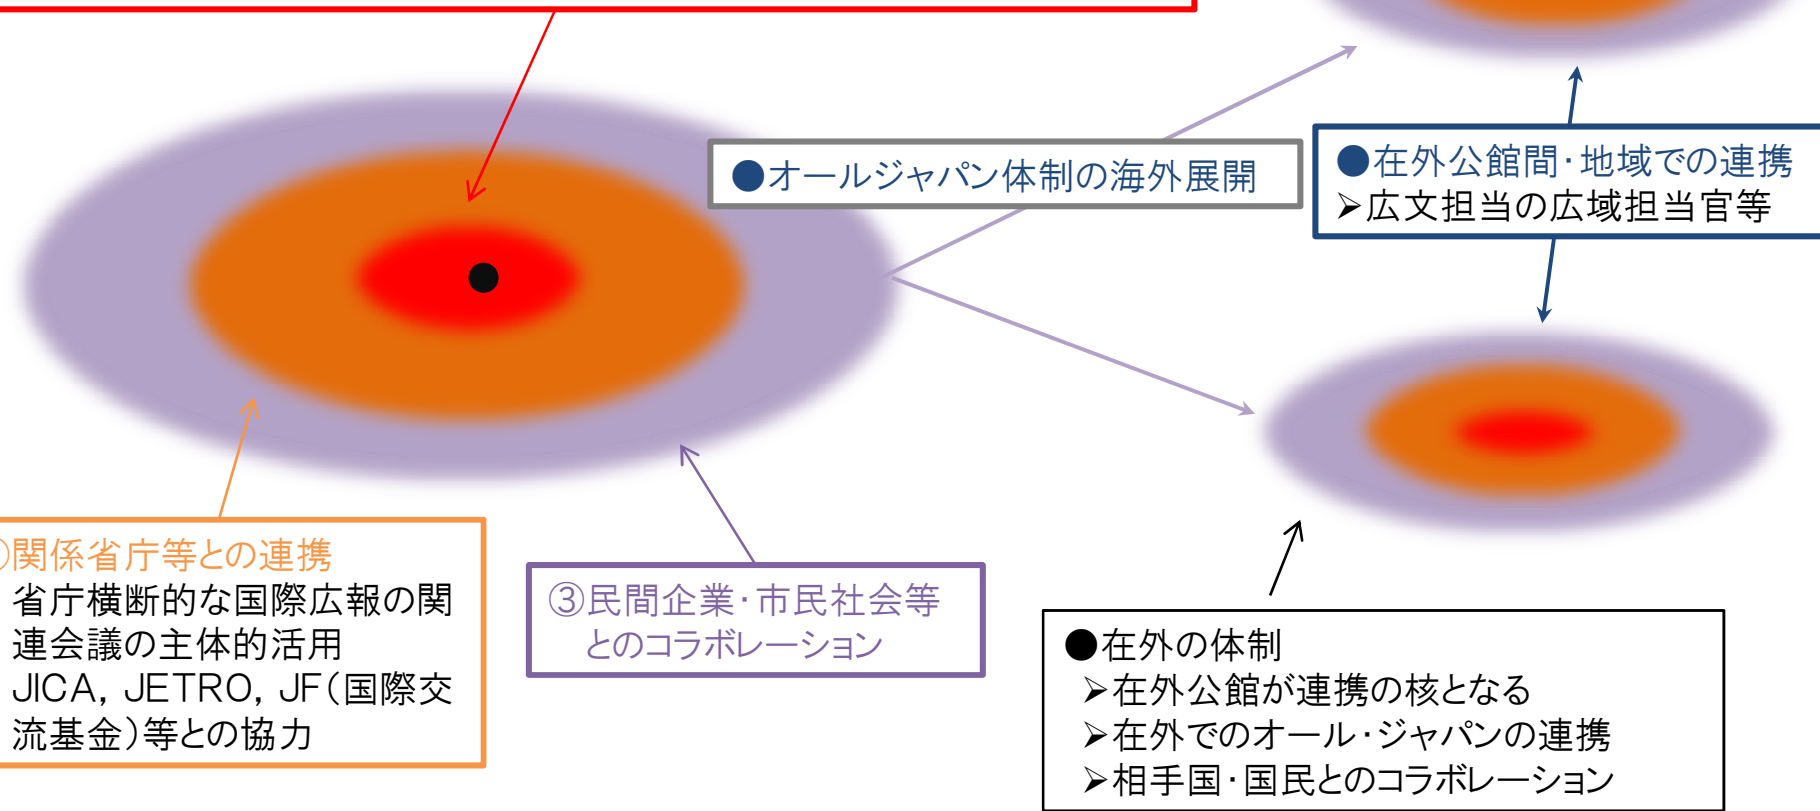 ●オールジャパン体制の海外展開
●在外公館間・地域での連携
➢広文担当の広域担当官等
関係省庁等との連携
省庁横断的な国際広報の関
連会議の主体的活用
JICA, JETRO, JF(国際交
流基金)等との協力
③民間企業・市民社会等
とのコラボレーション
●在外の体制
➢在外公館が連携の核となる
➢在外でのオール・ジャパンの連携
➢相手国・国民とのコラボレーション